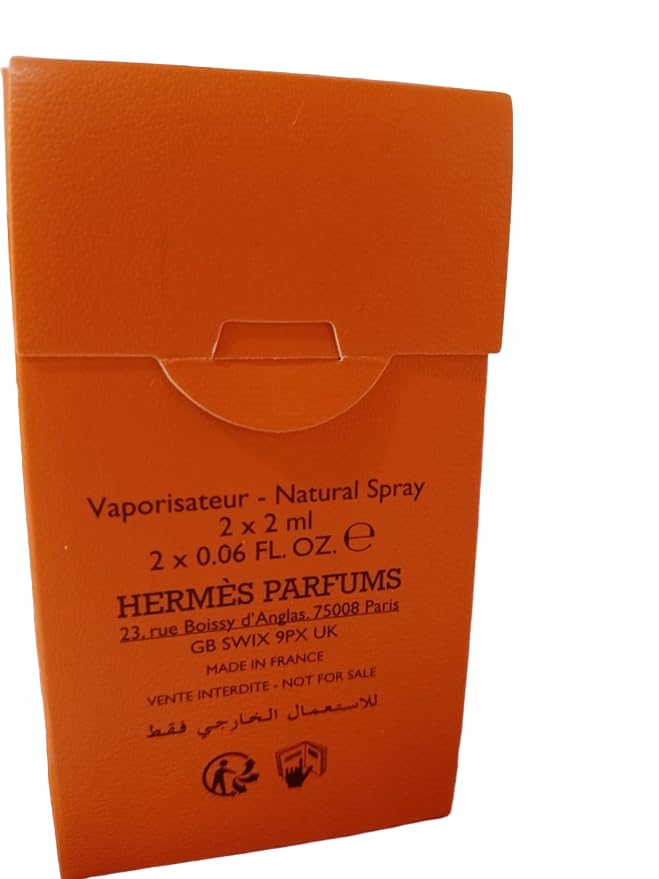 Vaporisateur - Natural Spray
2 x 2 ml
2 x 0.06 FL. OZ. ℮
HERMÈS PARFUMS
23, rue Boissy d'Anglas, 75008 Paris
GB SWIX 9PX UK
MADE IN FRANCE
VENTE INTERDITE - NOT FOR SALE
للاستعمال الخارجي فقط